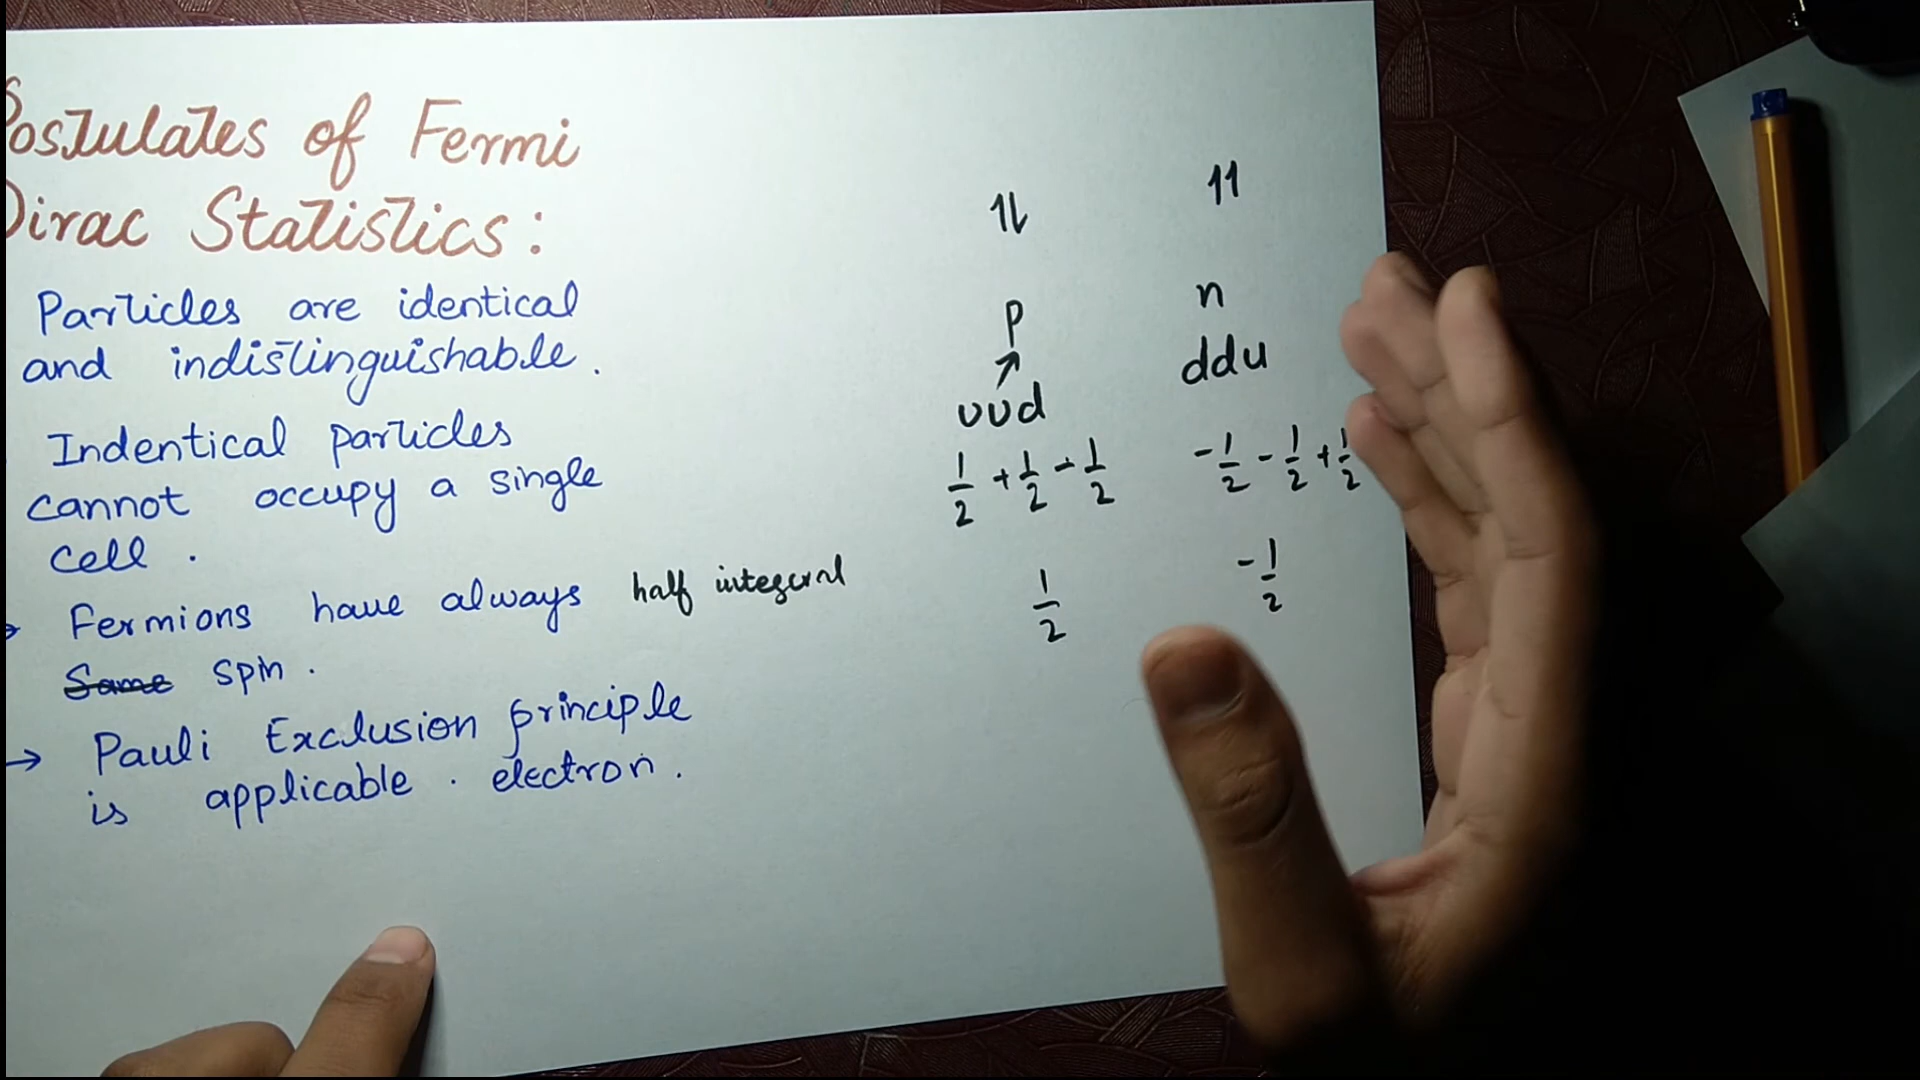 Postulates of Fermi
Dirac Statistics :
Particles are identical
and indistinguishable .
Indentical particles
cannot occupy a single
cell .
→ Fermions have always half integral
Same spin .
→ Pauli Exclusion principle
is applicable . electron .
↿⇂ ↿↿
p n
↗ ddu
uud
1/2 + 1/2 - 1/2 -1/2 - 1/2 + 1/2
1/2 -1/2